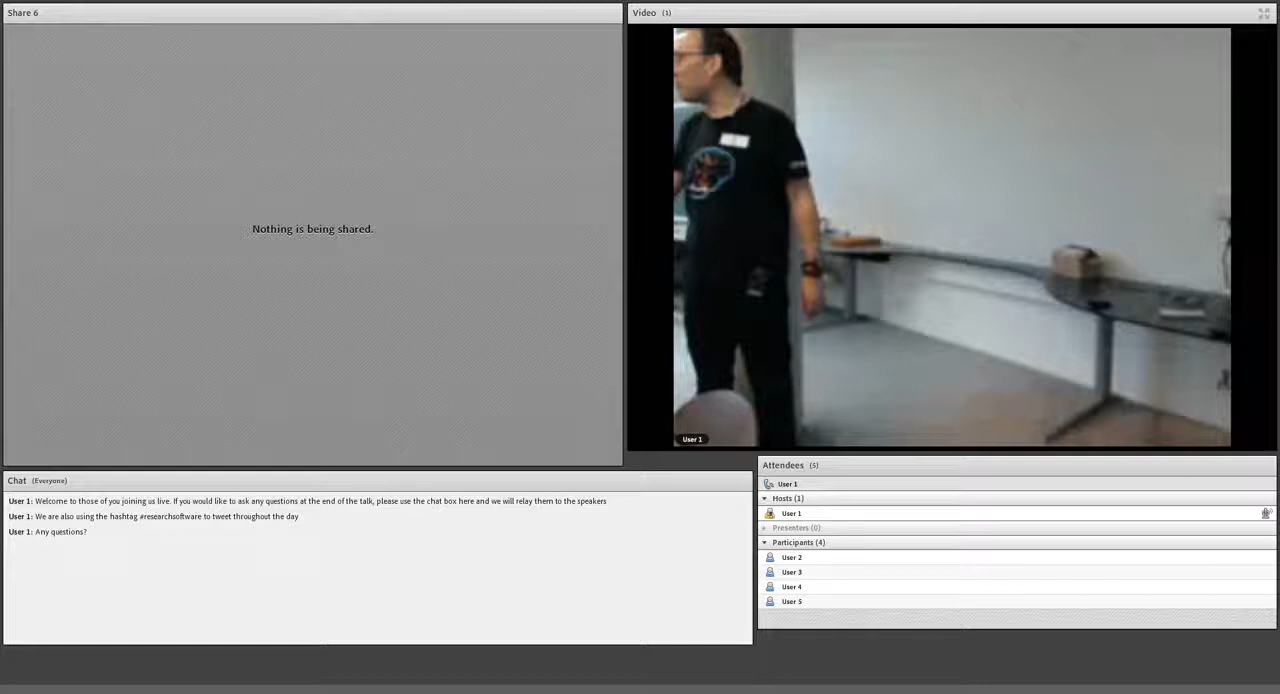 Share 6
Video (1)
Nothing is being shared.
User 1
Chat (Everyone)
User 1: Welcome to those of you joining us live. If you would like to ask any questions at the end of the talk, please use the chat box here and we will relay them to the speakers
User 1: We are also using the hashtag #researchsoftware to tweet throughout the day
User 1: Any questions?
Attendees (5)
User 1
Hosts (1)
User 1
Presenters (0)
Participants (4)
User 2
User 3
User 4
User 5